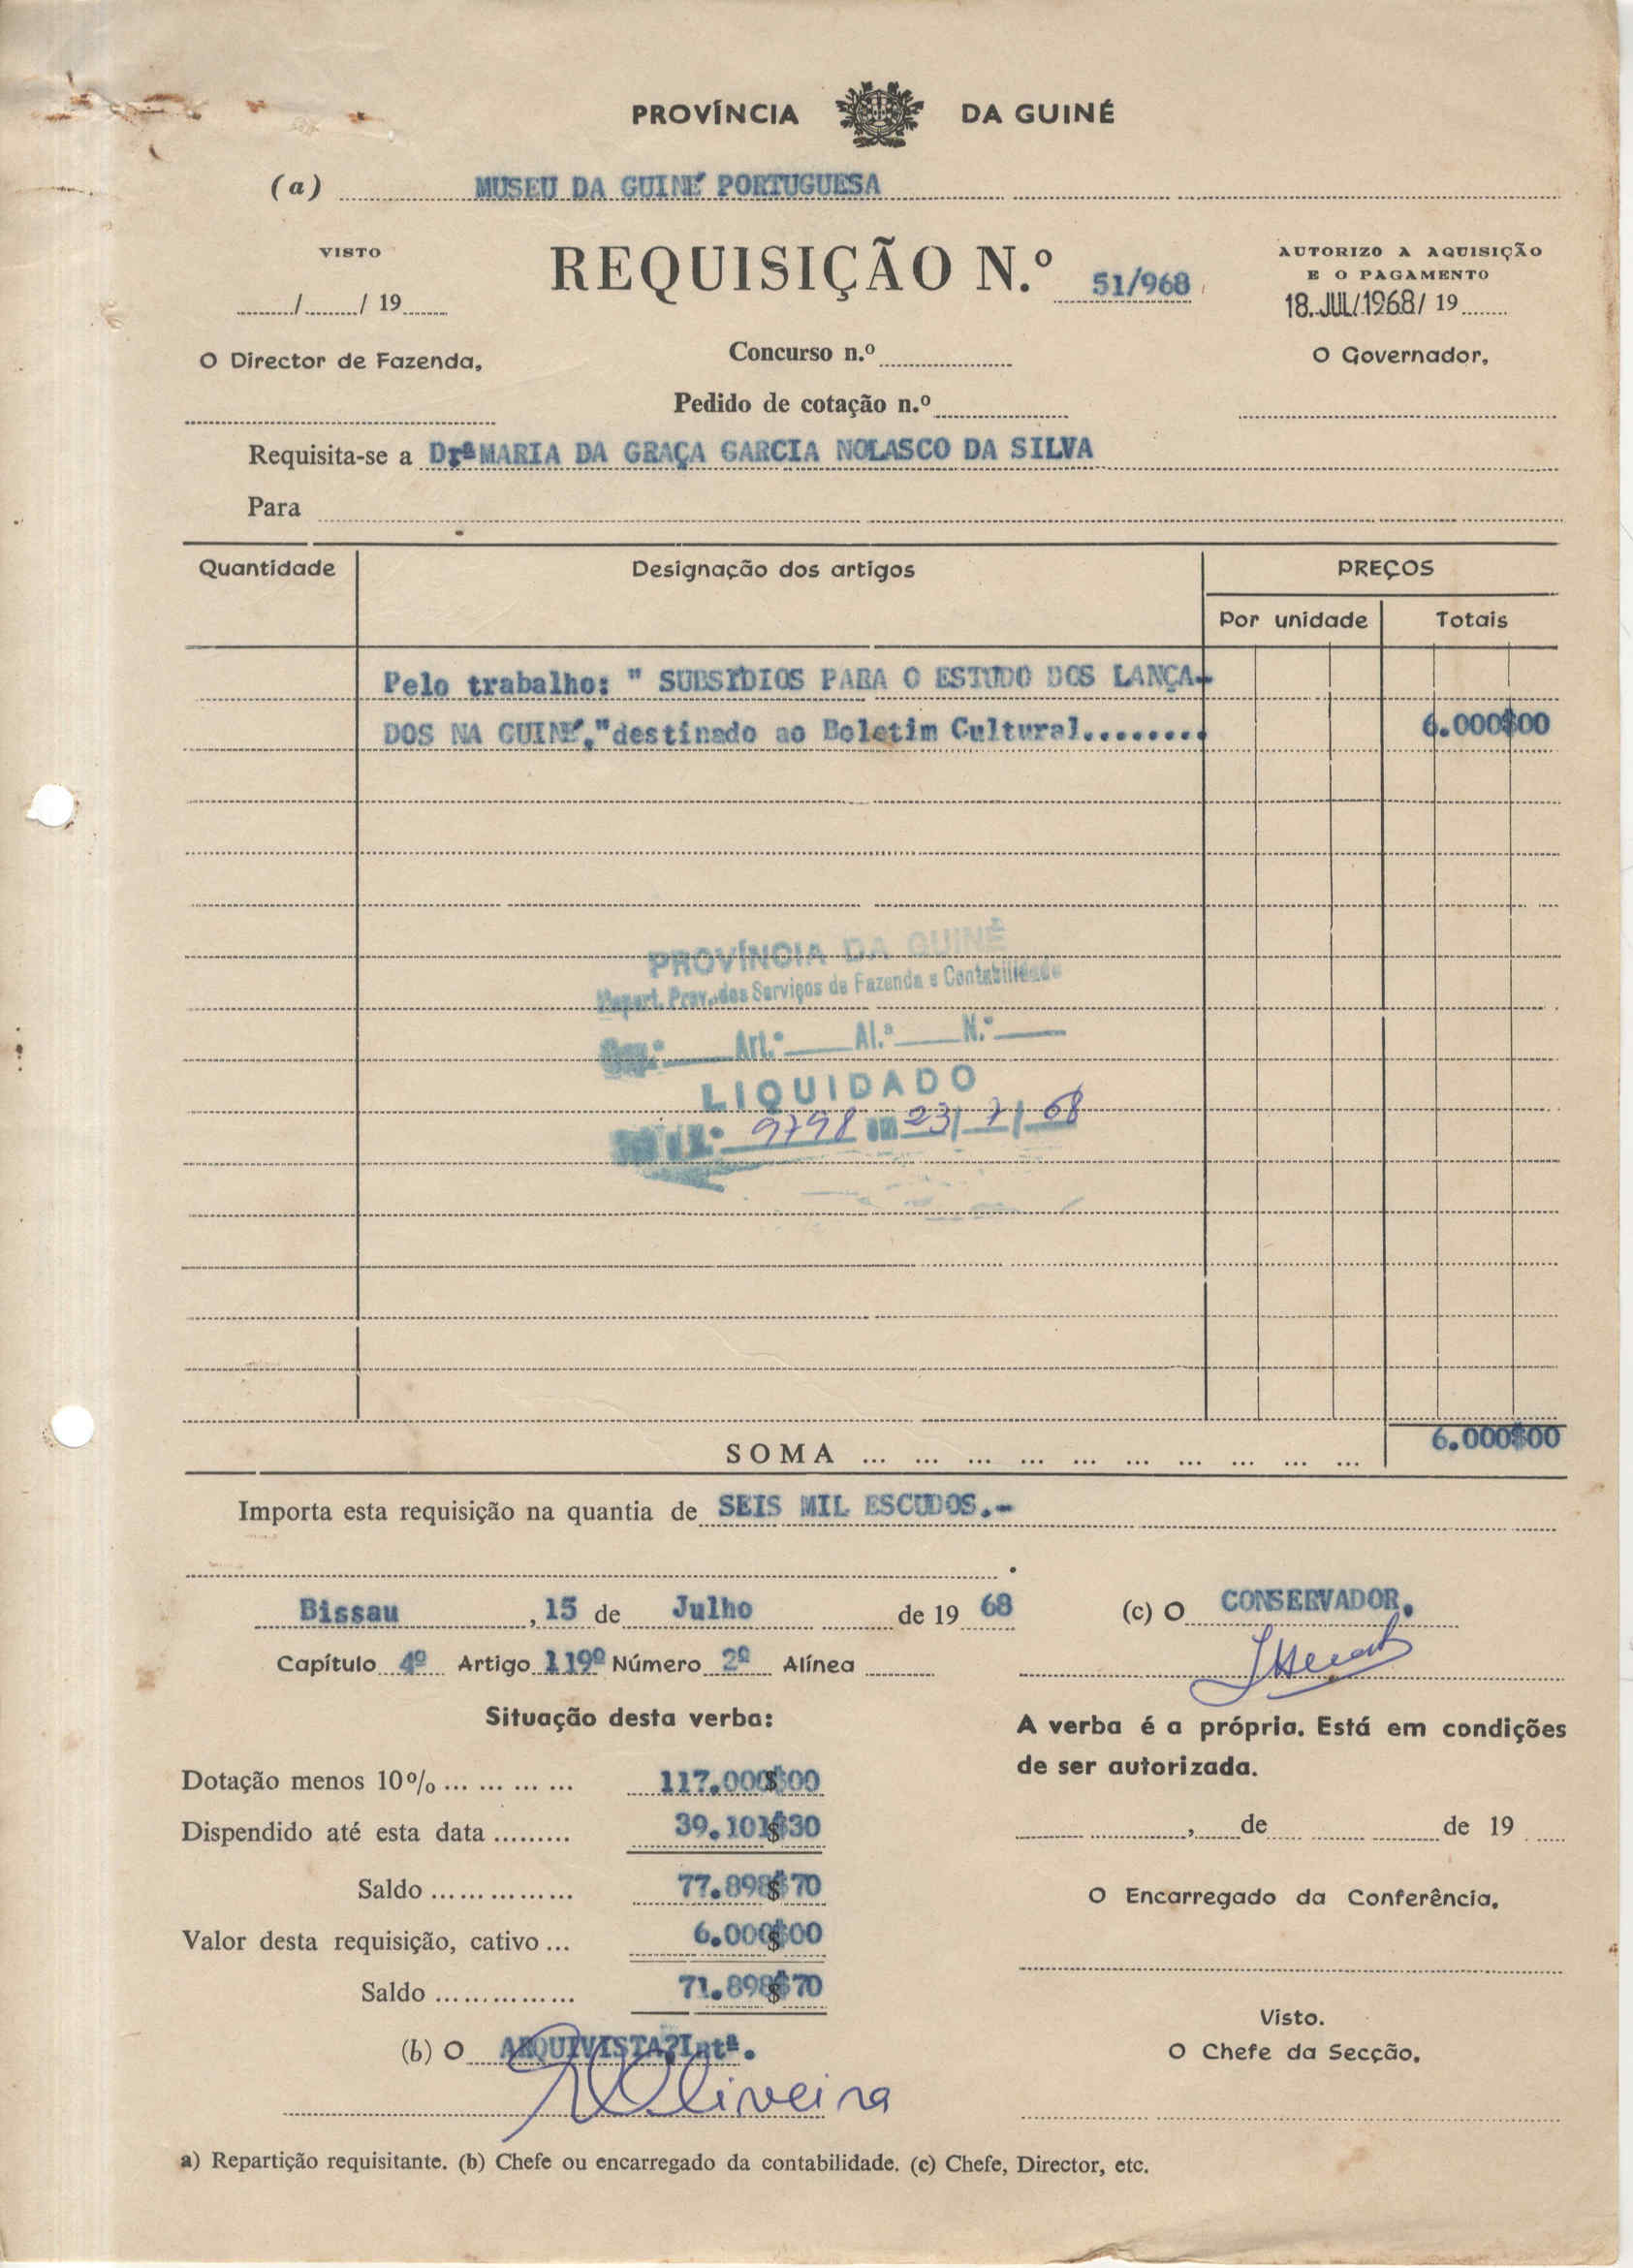 PROVÍNCIA DA GUINÉ
(a) MUSEU DA GUINÉ PORTUGUESA
VISTO
REQUISIÇÃO N.º 51/968
AUTORIZO A AQUISIÇÃO
E O PAGAMENTO
...../...../ 19.....
18. JUL/1968/ 19.....
O Director de Fazenda,
Concurso n.º
O Governador,
Pedido de cotação n.º
Requisita-se a Drª MARIA DA GRAÇA GARCIA NOLASCO DA SILVA
Para
Quantidade
Designação dos artigos
PREÇOS
Por unidade
Totais
Pelo trabalho: " SUBSÍDIOS PARA O ESTUDO DOS LANÇA-
DOS NA GUINÉ,"destinado ao Boletim Cultural........ 6.000$00
PROVÍNCIA DA GUINÉ
Repart. Prov. dos Serviços de Fazenda e Contabilidade
Cap.º Art.º Al.ª N.º
LIQUIDADO
9798 em 23/7/68
SOMA ... ... ... ... ... ... ... ... ... ... 6.000$00
Importa esta requisição na quantia de SEIS MIL ESCUDOS.-
Bissau, 15 de Julho de 19 68
(c) O CONSERVADOR,
Capítulo 4º Artigo 119º Número 2º Alínea
Situação desta verba:
A verba é a própria. Está em condições
de ser autorizada.
Dotação menos 10% ... ... ... ... 117.000$00
Dispendido até esta data ......... 39.101$30
....., ..... de ..... de 19 .....
Saldo ............... 77.898$70
O Encarregado da Conferência,
Valor desta requisição, cativo ... 6.000$00
Saldo ............... 71.898$70
Visto.
(b) O ARQUIVISTA,Intª.
O Chefe da Secção,
Oliveira
a) Repartição requisitante. (b) Chefe ou encarregado da contabilidade. (c) Chefe, Director, etc.